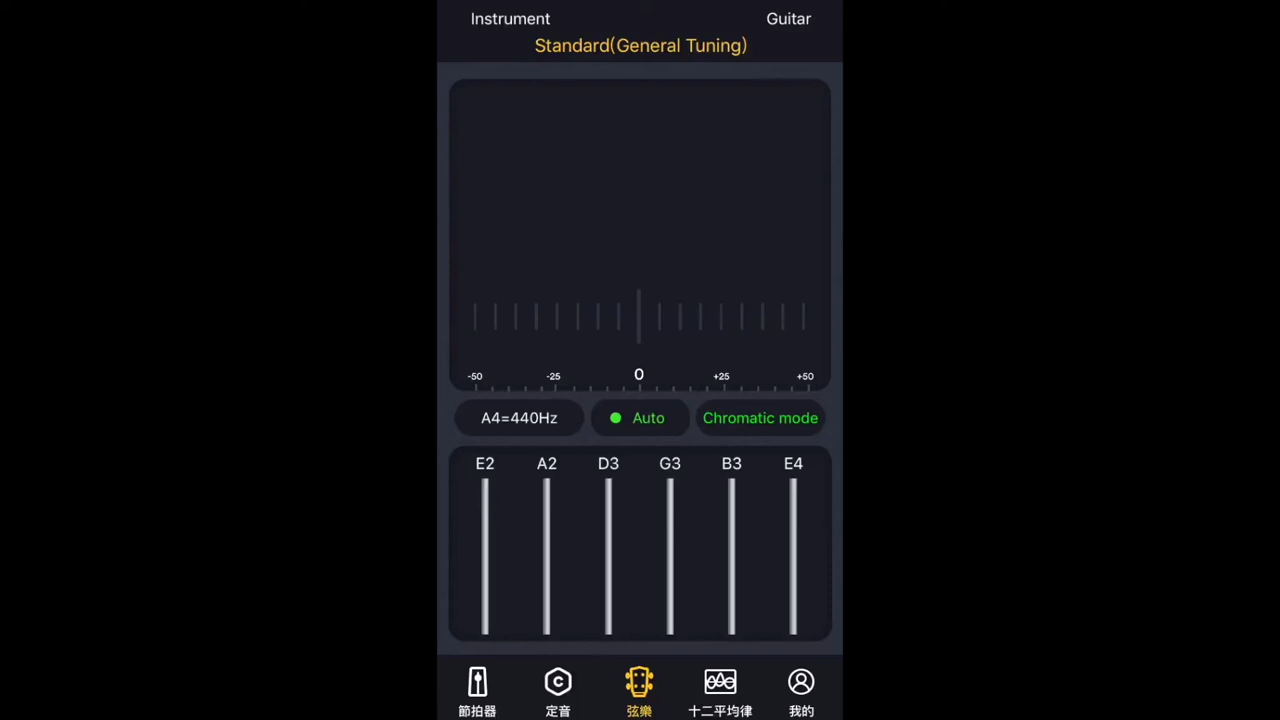 Instrument Guitar
Standard(General Tuning)
-50 -25 0 +25 +50
A4=440Hz Auto Chromatic mode
E2 A2 D3 G3 B3 E4
C
節拍器 定音 弦樂 十二平均律 我的